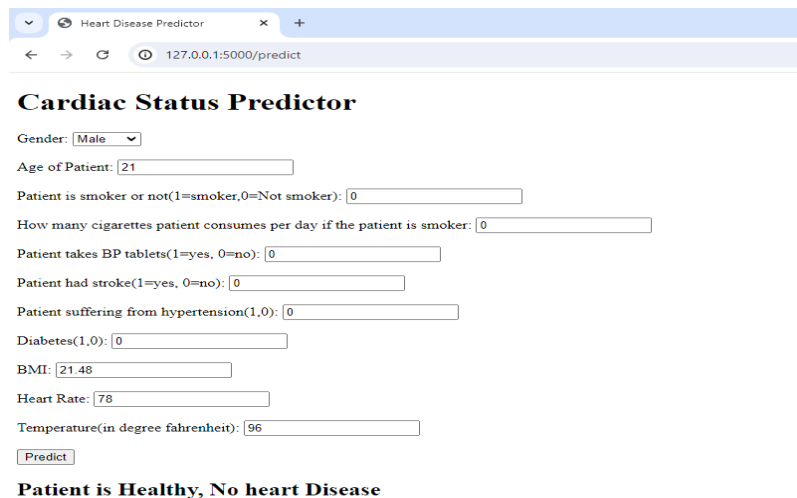 Heart Disease Predictor
127.0.0.1:5000/predict
Cardiac Status Predictor
Gender: Male
Age of Patient: 21
Patient is smoker or not(1=smoker,0=Not smoker): 0
How many cigarettes patient consumes per day if the patient is smoker: 0
Patient takes BP tablets(1=yes, 0=no): 0
Patient had stroke(1=yes, 0=no): 0
Patient suffering from hypertension(1,0): 0
Diabetes(1,0): 0
BMI: 21.48
Heart Rate: 78
Temperature(in degree fahrenheit): 96
Predict
Patient is Healthy, No heart Disease